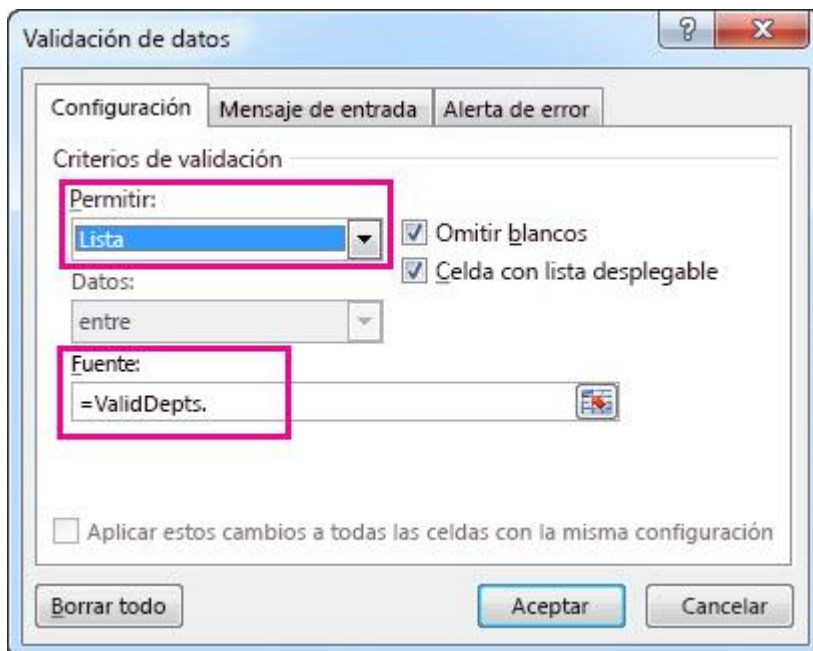 Validación de datos
Configuración Mensaje de entrada Alerta de error
Criterios de validación
Permitir:
Lista
Omitir blancos
Celda con lista desplegable
Datos:
entre
Fuente:
=ValidDepts.
Aplicar estos cambios a todas las celdas con la misma configuración
Borrar todo Aceptar Cancelar